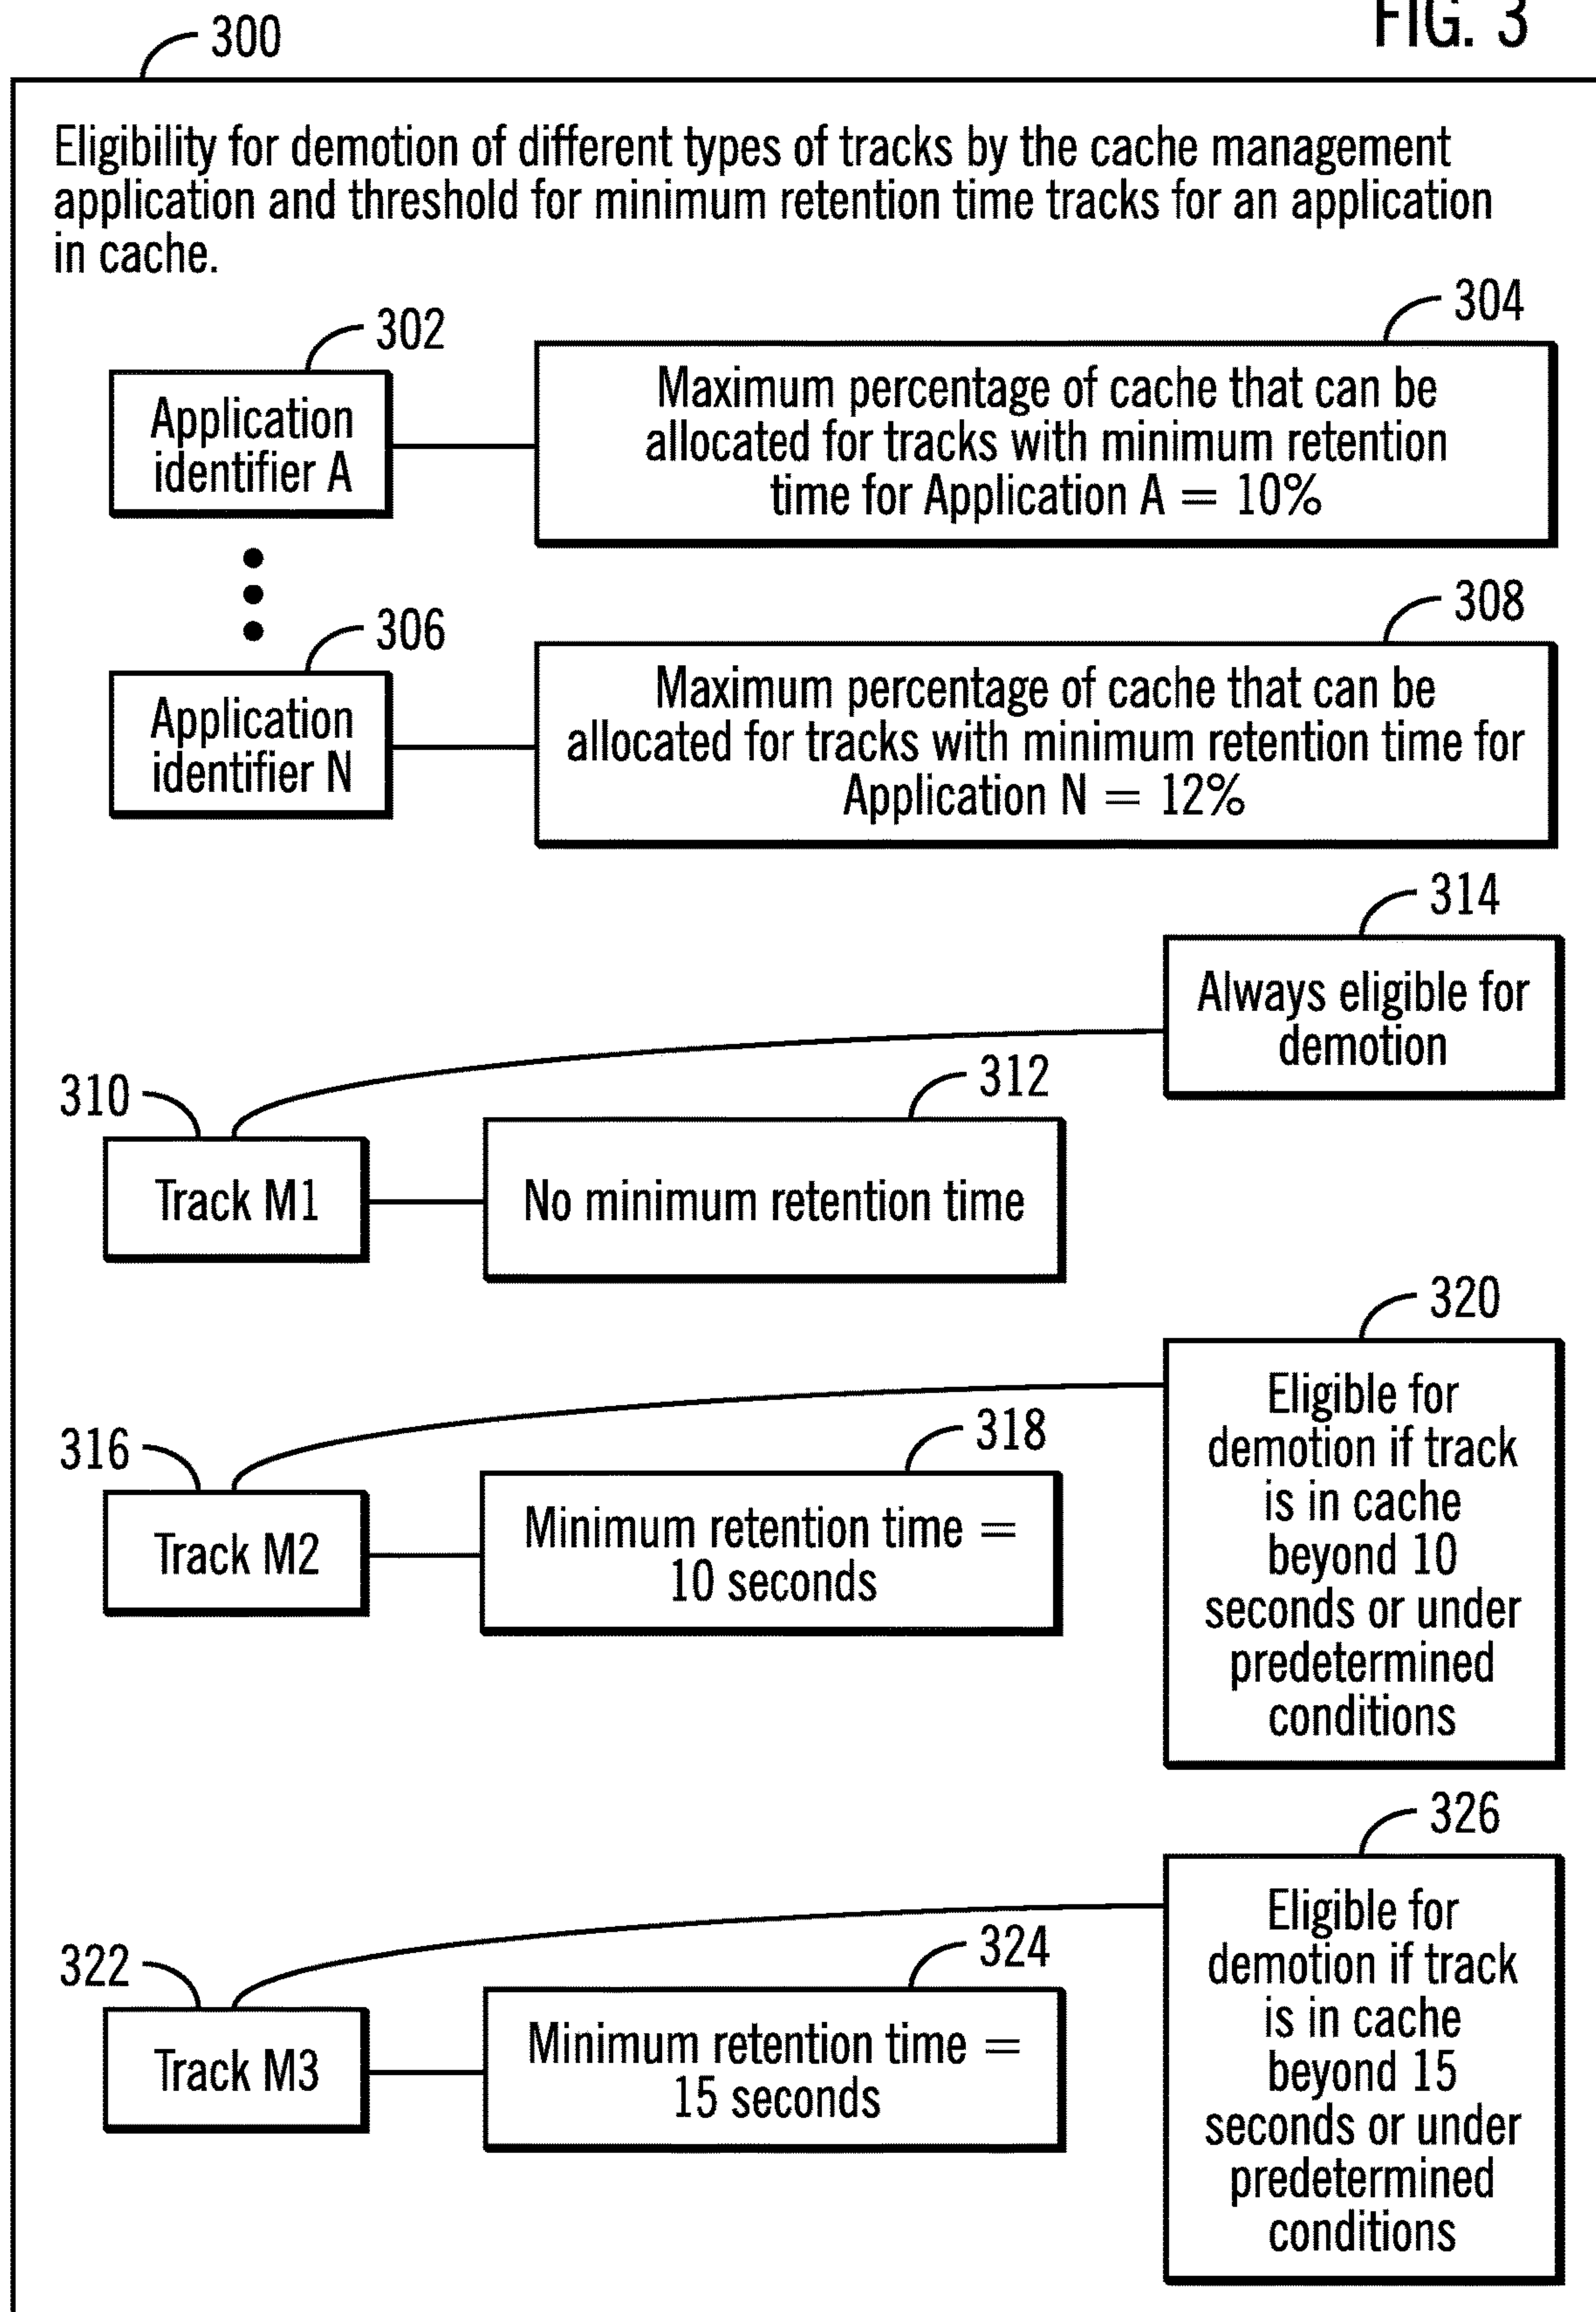 FIG. 3
300
Eligibility for demotion of different types of tracks by the cache management
application and threshold for minimum retention time tracks for an application
in cache.
302
Application
identifier A
304
Maximum percentage of cache that can be
allocated for tracks with minimum retention
time for Application A = 10%
306
Application
identifier N
308
Maximum percentage of cache that can be
allocated for tracks with minimum retention time for
Application N = 12%
314
Always eligible for
demotion
310
Track M1
312
No minimum retention time
320
Eligible for
demotion if track
is in cache
beyond 10
seconds or under
predetermined
conditions
316
Track M2
318
Minimum retention time =
10 seconds
326
Eligible for
demotion if track
is in cache
beyond 15
seconds or under
predetermined
conditions
322
Track M3
324
Minimum retention time =
15 seconds